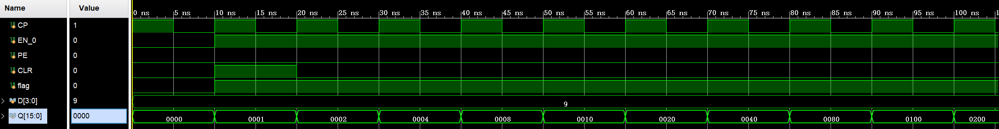 Name Value
0 ns 5 ns 10 ns 15 ns 20 ns 25 ns 30 ns 35 ns 40 ns 45 ns 50 ns 55 ns 60 ns 65 ns 70 ns 75 ns 80 ns 85 ns 90 ns 95 ns 100 ns 1
CP 1
EN_0 0
PE 0
CLR 0
flag 0
D[3:0] 9 9
Q[15:0] 0000 0000 0001 0002 0004 0008 0010 0020 0040 0080 0100 0200